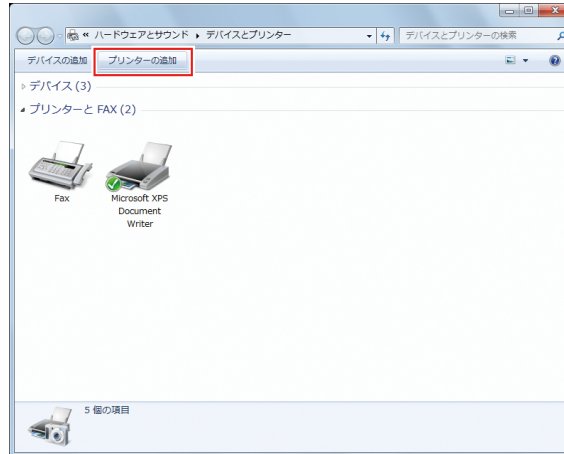 « ハードウェアとサウンド ▸ デバイスとプリンター
デバイスとプリンターの検索
デバイスの追加 プリンターの追加
デバイス (3)
プリンターと FAX (2)
Fax
Microsoft XPS
Document
Writer
5 個の項目